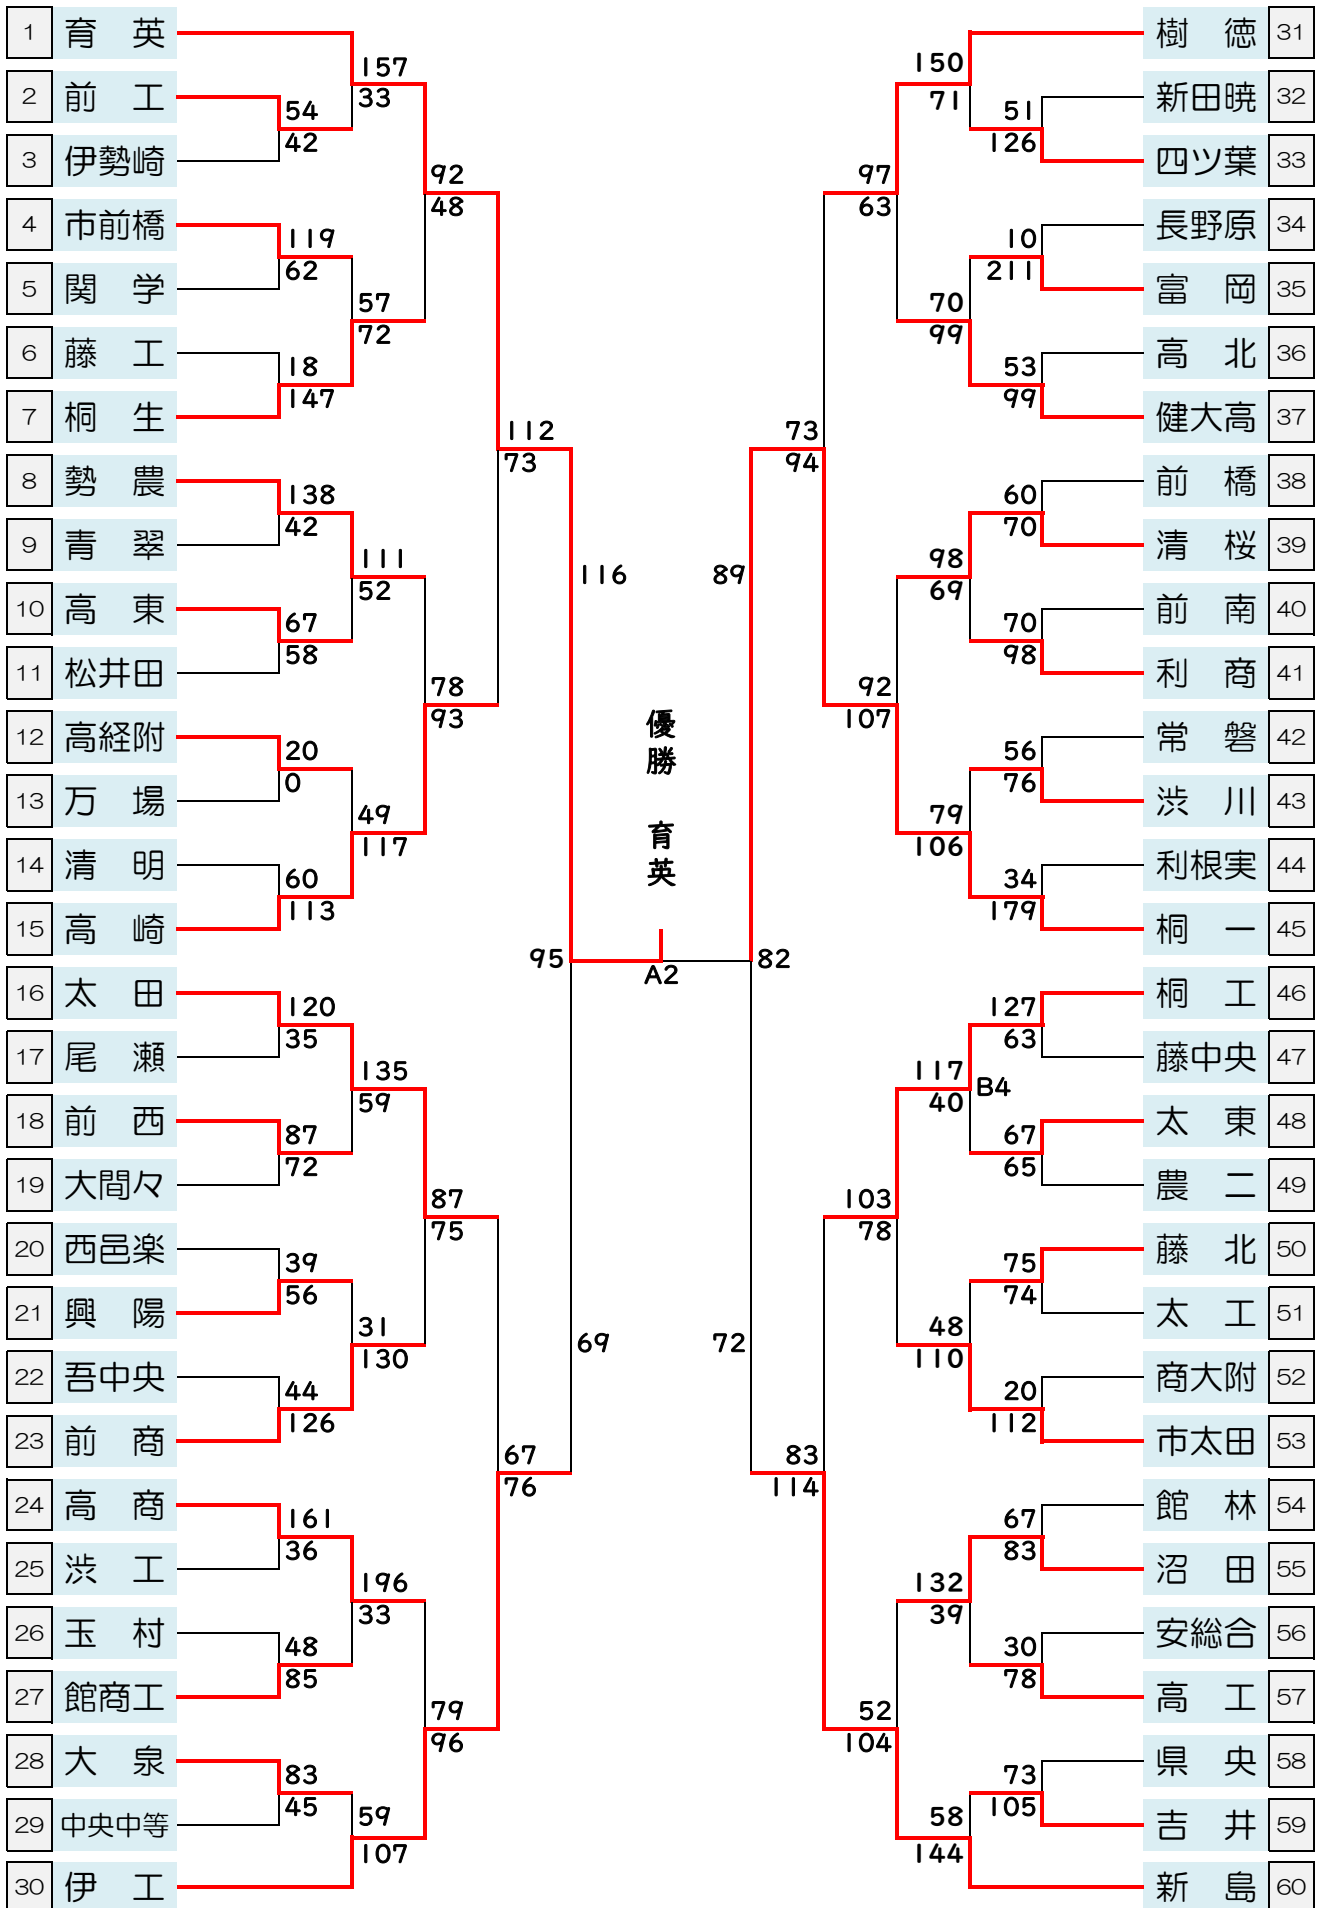 1 育 英
2 前 工
3 伊勢崎
4 市前橋
5 関 学
6 藤 工
7 桐 生
8 勢 農
9 青 翠
10 高 東
11 松井田
12 高経附
13 万 場
14 清 明
15 高 崎
16 太 田
17 尾 瀬
18 前 西
19 大間々
20 西邑楽
21 興 陽
22 吾中央
23 前 商
24 高 商
25 渋 工
26 玉 村
27 館商工
28 大 泉
29 中央中等
30 伊 工
54
42
119
62
18
147
138
42
67
58
20
0
60
113
120
35
87
72
39
56
44
126
161
36
48
85
83
45
157
33
57
72
111
52
49
117
135
59
31
130
196
33
59
107
92
48
78
93
87
75
79
96
112
73
67
76
116
69
95
優勝 育英
A2
82
89
72
73
94
83
114
97
63
92
107
103
78
52
104
150
71
70
99
98
69
79
106
117
40
B4
48
110
132
39
58
144
51
126
10
211
53
99
60
70
70
98
56
76
34
179
127
63
67
65
75
74
20
112
67
83
30
78
73
105
樹 徳 31
新田暁 32
四ツ葉 33
長野原 34
富 岡 35
高 北 36
健大高 37
前 橋 38
清 桜 39
前 南 40
利 商 41
常 磐 42
渋 川 43
利根実 44
桐 一 45
桐 工 46
藤中央 47
太 東 48
農 二 49
藤 北 50
太 工 51
商大附 52
市太田 53
館 林 54
沼 田 55
安総合 56
高 工 57
県 央 58
吉 井 59
新 島 60